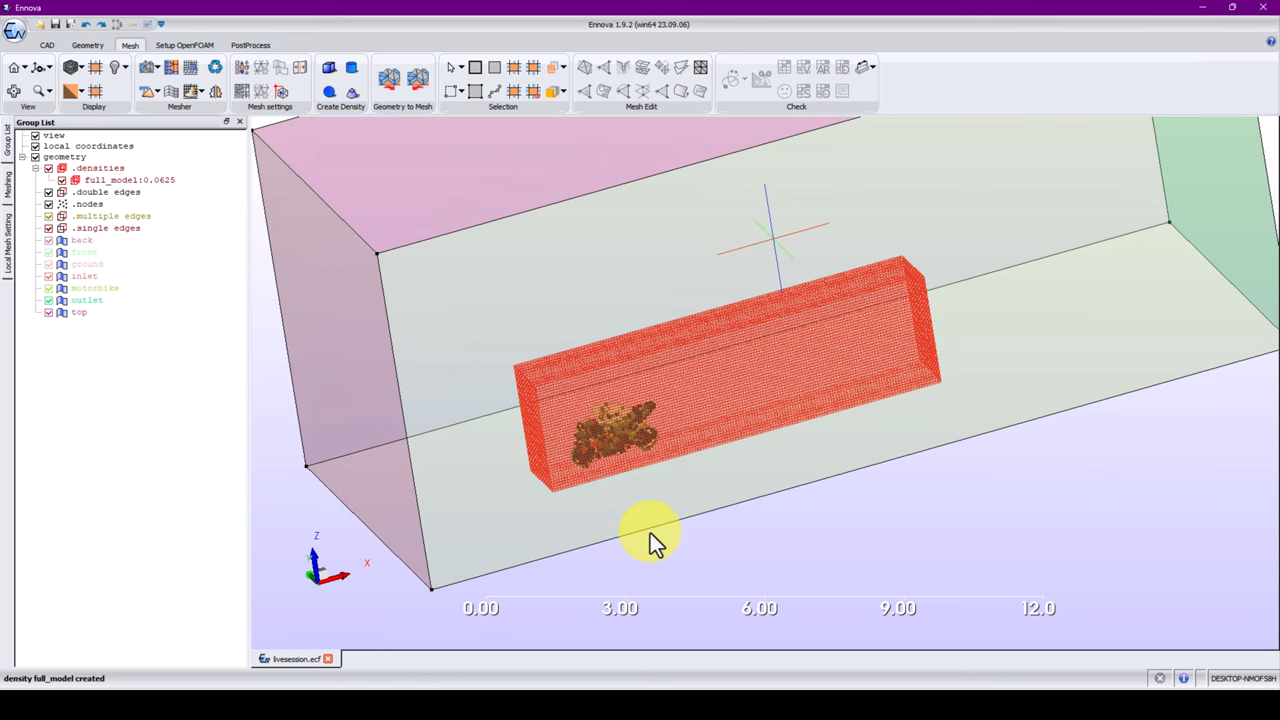 Ennova
Ennova 1.9.2 (win64 23.09.06)
CAD Geometry Mesh Setup OpenFOAM PostProcess
View Display Mesher Mesh settings Create Density Geometry to Mesh Selection Mesh Edit Check
Group List
Group List
Meshing
Local Mesh Setting
view
local coordinates
geometry
.densities
full_model:0.0625
.double edges
.nodes
.multiple edges
.single edges
back
front
ground
inlet
motorbike
outlet
top
Z
X
0.00 3.00 6.00 9.00 12.0
livesession.ecf
density full_model created
DESKTOP-NMOF58H